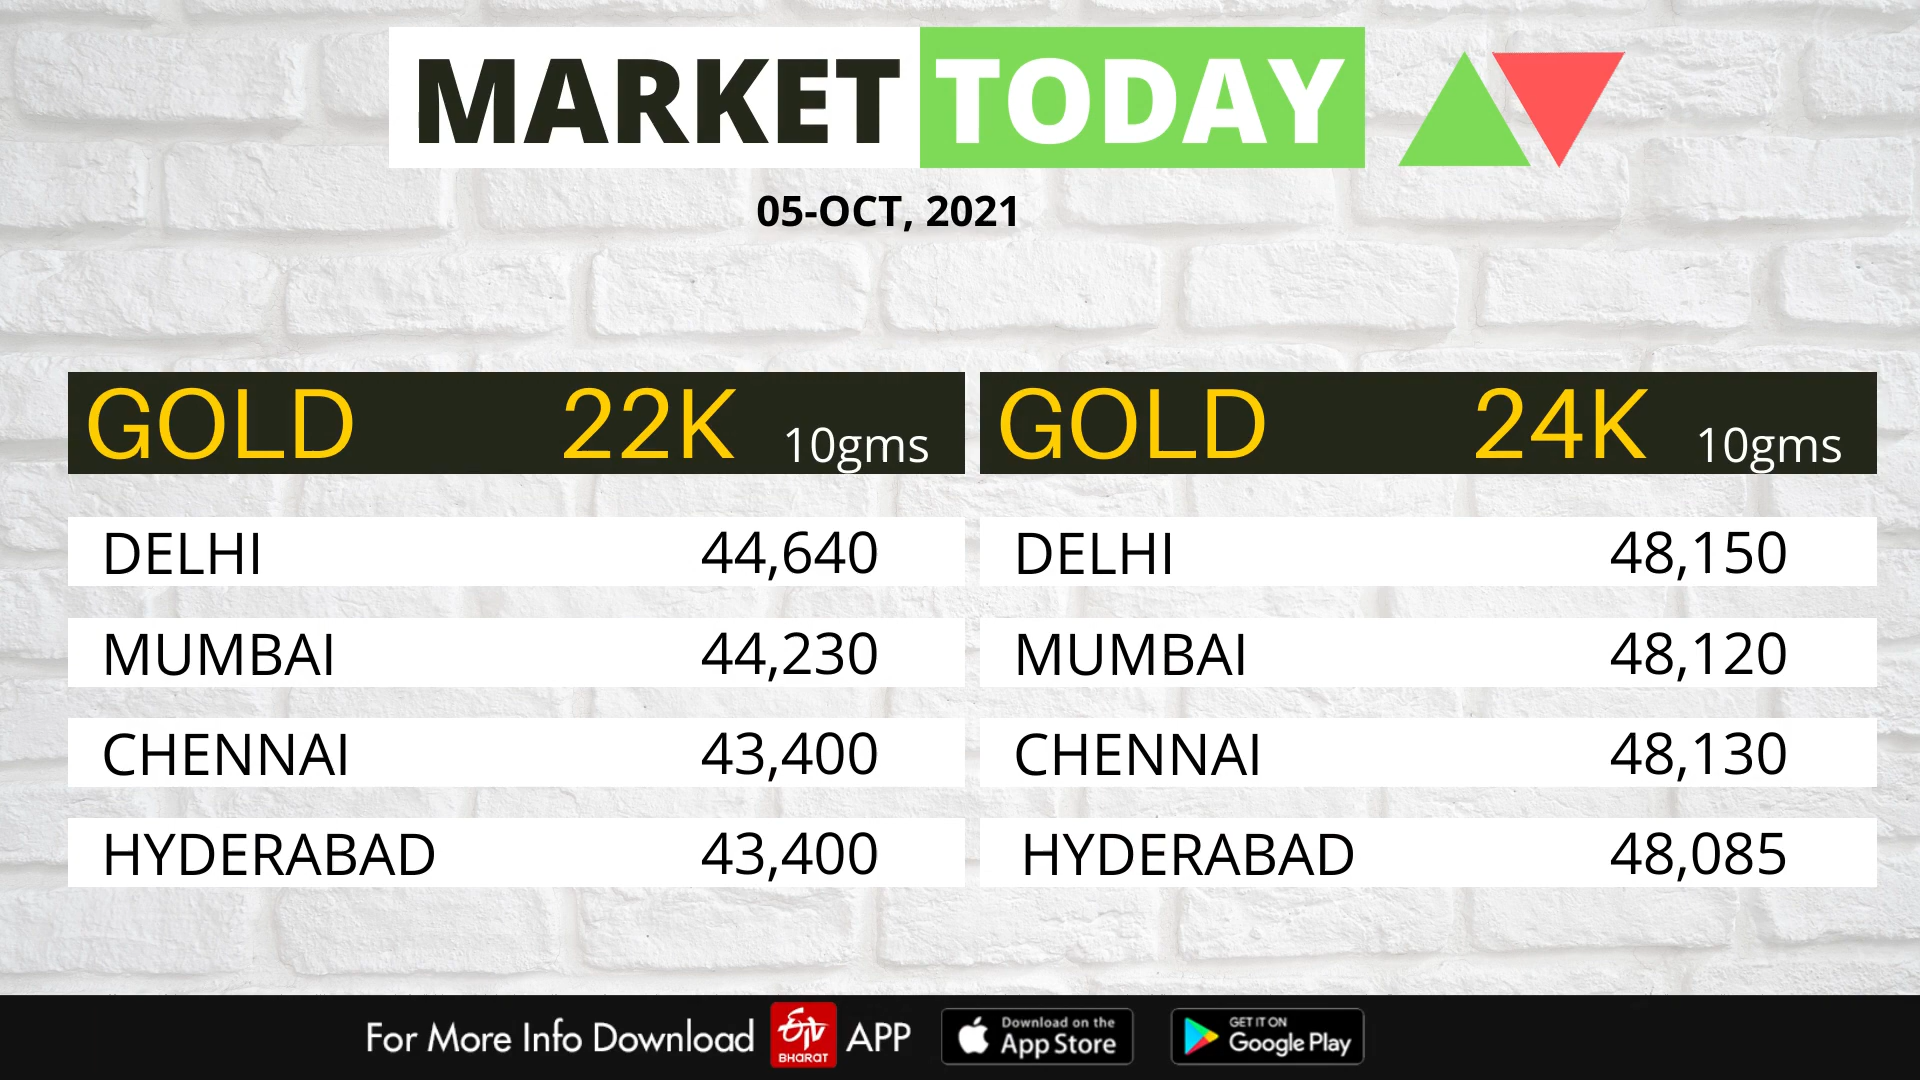 MARKET TODAY
05-OCT, 2021
GOLD 22K 10gms
DELHI 44,640
MUMBAI 44,230
CHENNAI 43,400
HYDERABAD 43,400
GOLD 24K 10gms
DELHI 48,150
MUMBAI 48,120
CHENNAI 48,130
HYDERABAD 48,085
For More Info Download ETV BHARAT APP
Download on the
App Store
GET IT ON
Google Play